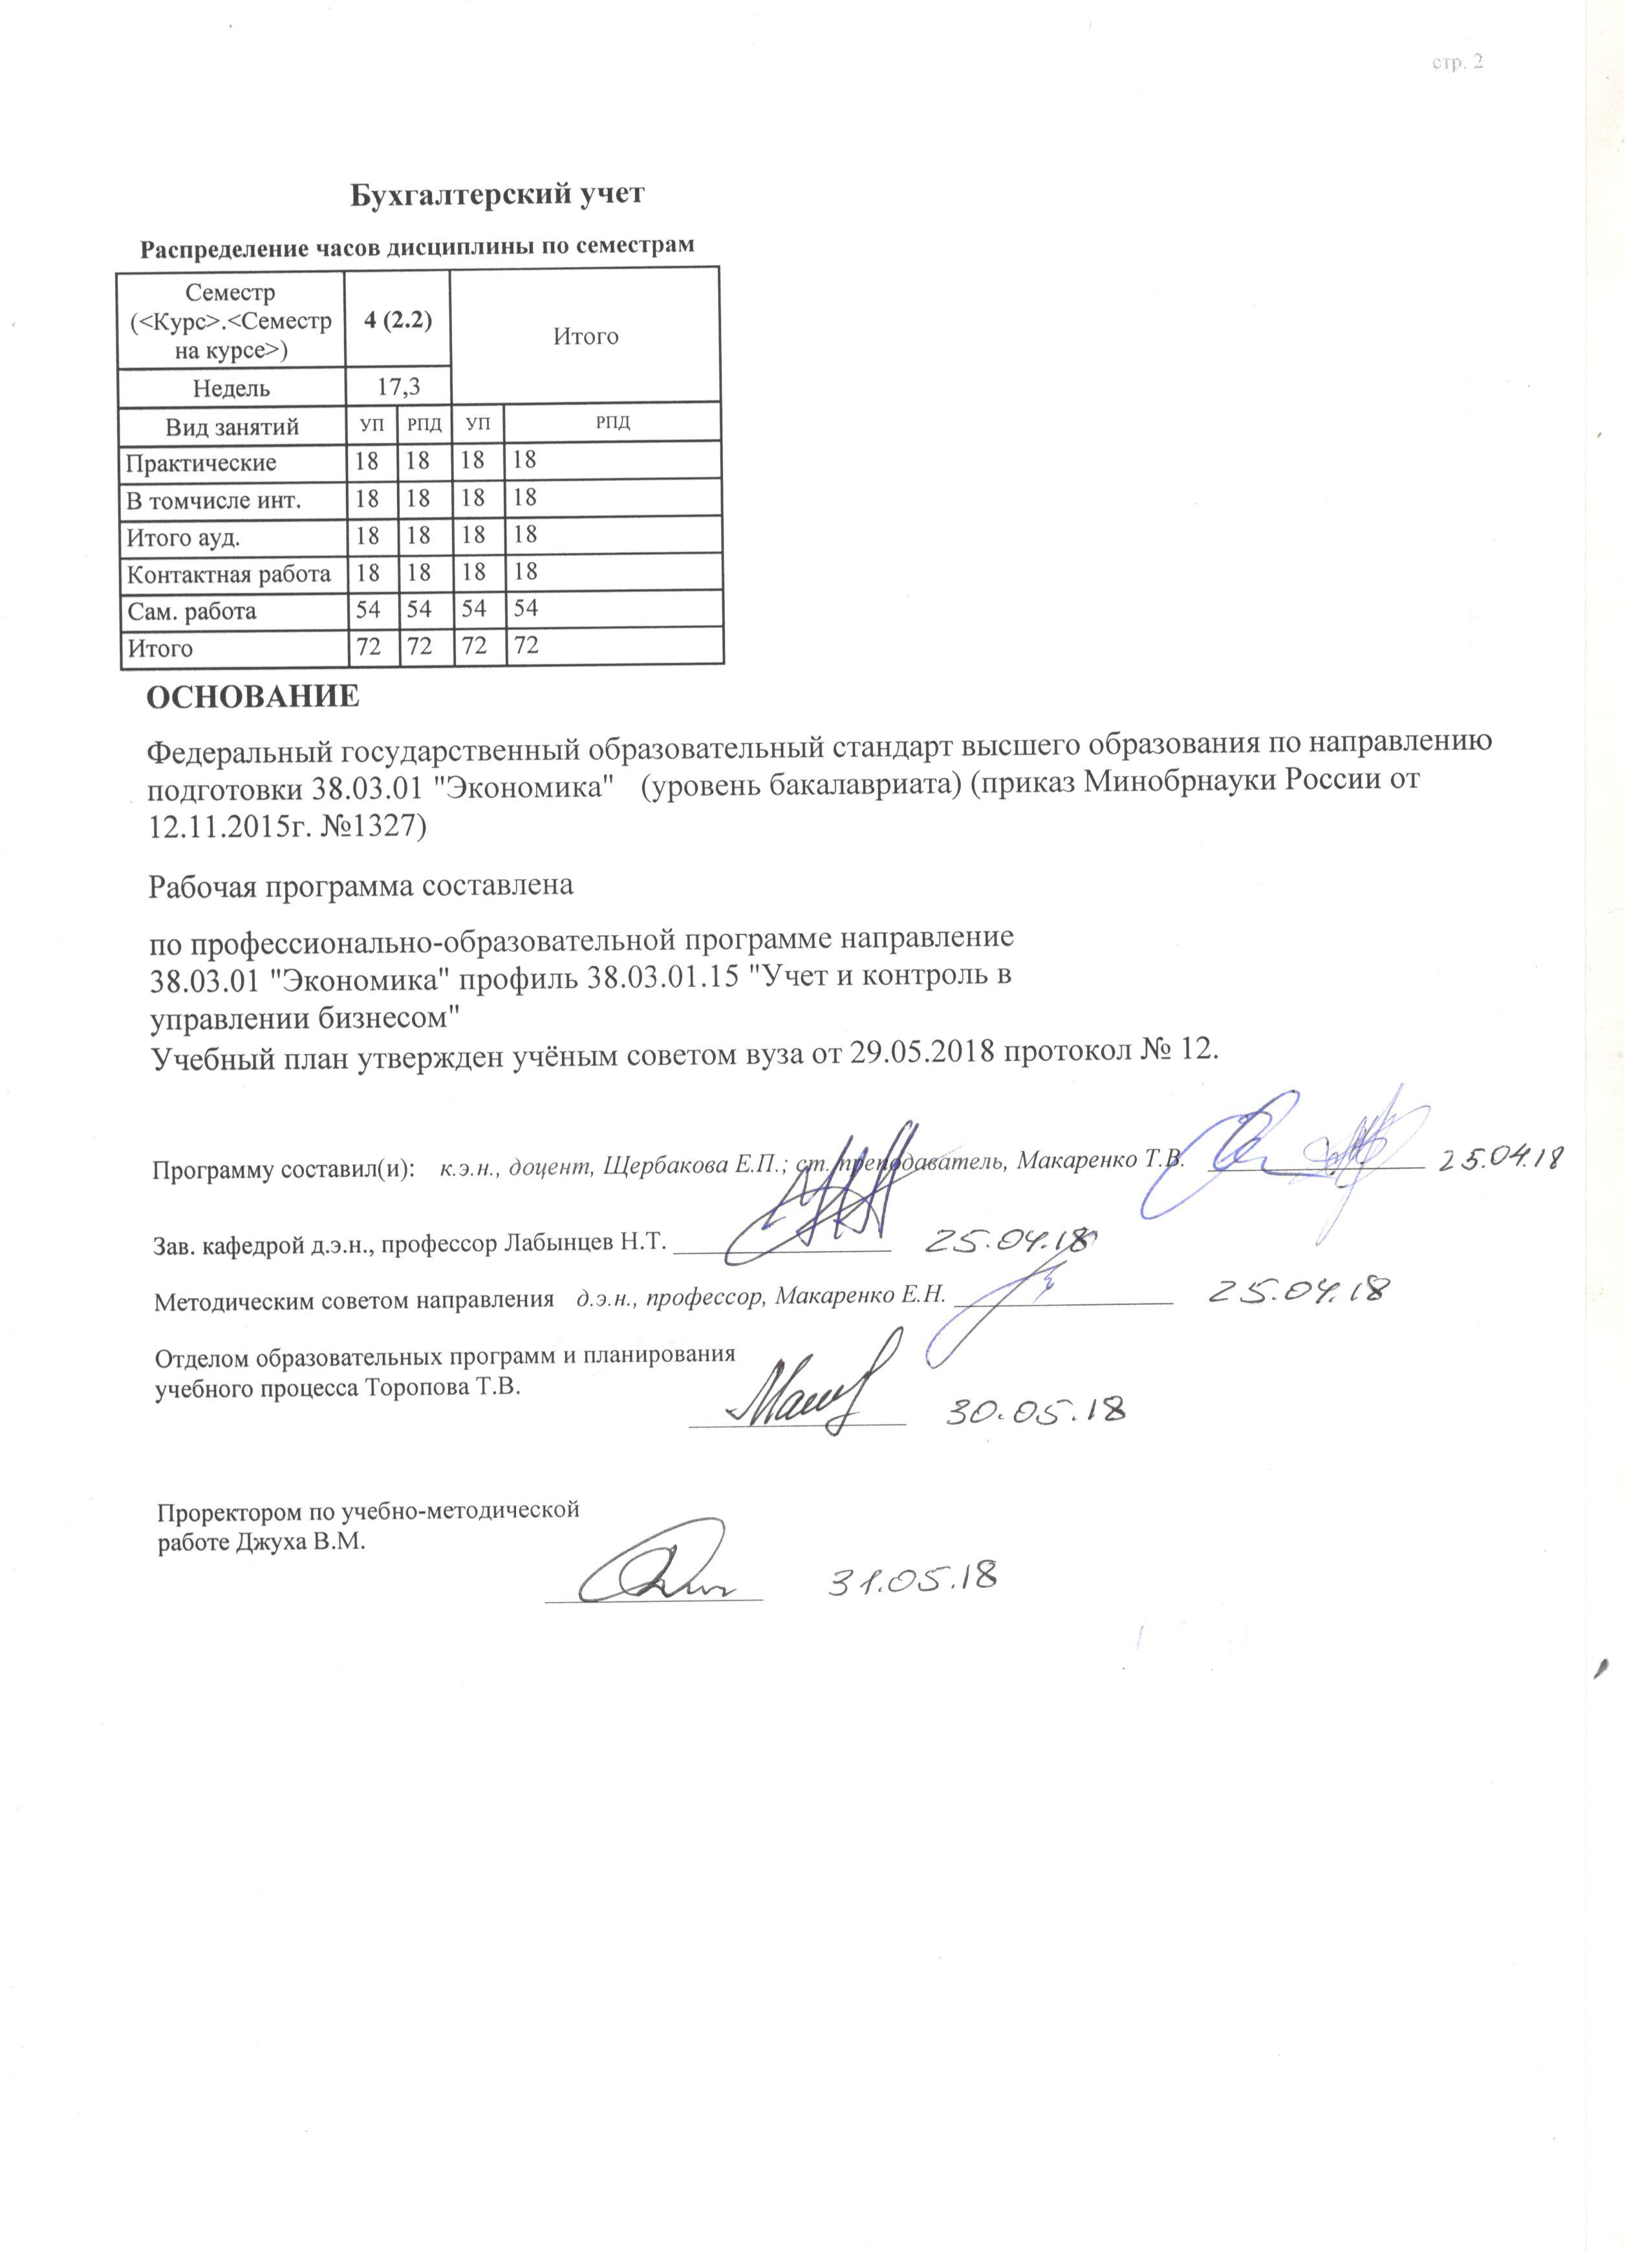 стр. 2
Бухгалтерский учет
Распределение часов дисциплины по семестрам
Семестр
(<Курс>.<Семестр
на курсе>)
4 (2.2)
Итого
Недель 17,3
Вид занятий УП РПД УП РПД
Практические 18 18 18 18
В томчисле инт. 18 18 18 18
Итого ауд. 18 18 18 18
Контактная работа 18 18 18 18
Сам. работа 54 54 54 54
Итого 72 72 72 72
ОСНОВАНИЕ
Федеральный государственный образовательный стандарт высшего образования по направлению
подготовки 38.03.01 "Экономика" (уровень бакалавриата) (приказ Минобрнауки России от
12.11.2015г. №1327)
Рабочая программа составлена
по профессионально-образовательной программе направление
38.03.01 "Экономика" профиль 38.03.01.15 "Учет и контроль в
управлении бизнесом"
Учебный план утвержден учёным советом вуза от 29.05.2018 протокол № 12.
Программу составил(и): к.э.н., доцент, Щербакова Е.П.; ст. преподаватель, Макаренко Т.В. 25.04.18
Зав. кафедрой д.э.н., профессор Лабынцев Н.Т. 25.04.18
Методическим советом направления д.э.н., профессор, Макаренко Е.Н. 25.04.18
Отделом образовательных программ и планирования
учебного процесса Торопова Т.В.
30.05.18
Проректором по учебно-методической
работе Джуха В.М.
31.05.18